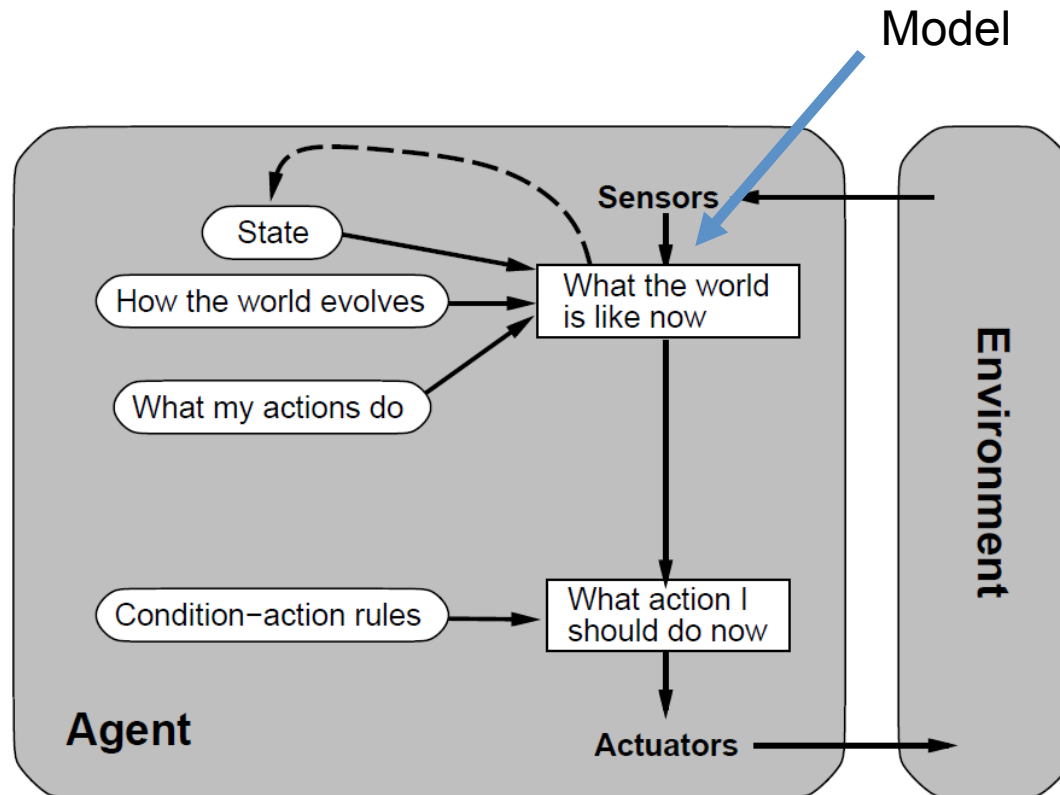 Model
Sensors
State
What the world
is like now
How the world evolves
What my actions do
Environment
Condition−action rules
What action I
should do now
Agent
Actuators